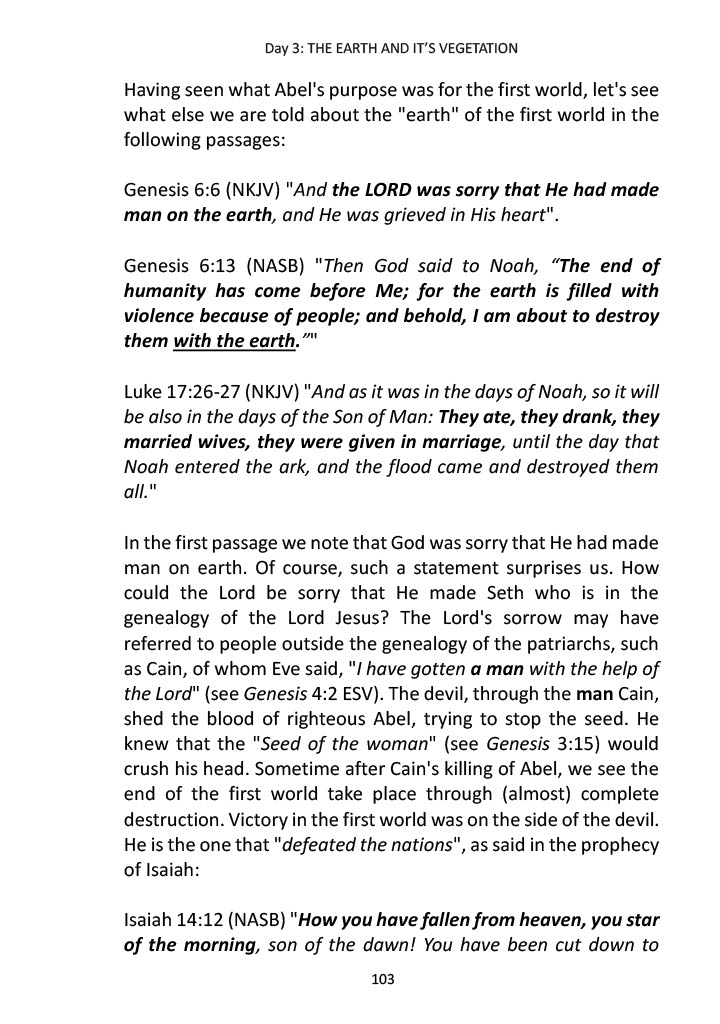 Day 3: THE EARTH AND IT’S VEGETATION
Having seen what Abel's purpose was for the first world, let's see
what else we are told about the "earth" of the first world in the
following passages:
Genesis 6:6 (NKJV) "And the LORD was sorry that He had made
man on the earth, and He was grieved in His heart".
Genesis 6:13 (NASB) "Then God said to Noah, “The end of
humanity has come before Me; for the earth is filled with
violence because of people; and behold, I am about to destroy
them with the earth.”"
Luke 17:26-27 (NKJV) "And as it was in the days of Noah, so it will
be also in the days of the Son of Man: They ate, they drank, they
married wives, they were given in marriage, until the day that
Noah entered the ark, and the flood came and destroyed them
all."
In the first passage we note that God was sorry that He had made
man on earth. Of course, such a statement surprises us. How
could the Lord be sorry that He made Seth who is in the
genealogy of the Lord Jesus? The Lord's sorrow may have
referred to people outside the genealogy of the patriarchs, such
as Cain, of whom Eve said, "I have gotten a man with the help of
the Lord" (see Genesis 4:2 ESV). The devil, through the man Cain,
shed the blood of righteous Abel, trying to stop the seed. He
knew that the "Seed of the woman" (see Genesis 3:15) would
crush his head. Sometime after Cain's killing of Abel, we see the
end of the first world take place through (almost) complete
destruction. Victory in the first world was on the side of the devil.
He is the one that "defeated the nations", as said in the prophecy
of Isaiah:
Isaiah 14:12 (NASB) "How you have fallen from heaven, you star
of the morning, son of the dawn! You have been cut down to
103